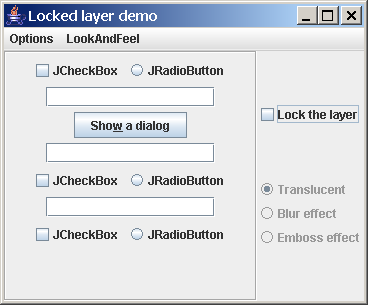 Locked layer demo
Options LookAndFeel
JCheckBox JRadioButton
Show a dialog
Lock the layer
JCheckBox JRadioButton
Translucent
Blur effect
JCheckBox JRadioButton
Emboss effect